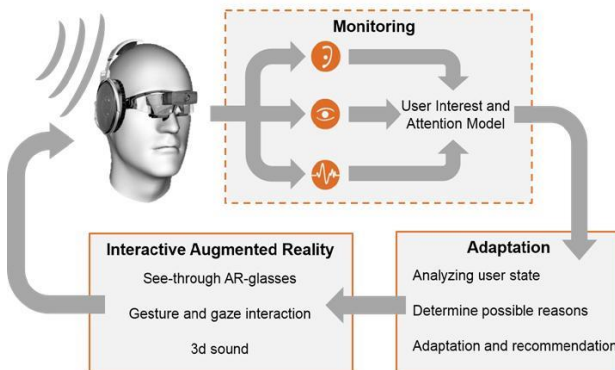 Monitoring
User Interest and
Attention Model
Interactive Augmented Reality
See-through AR-glasses
Gesture and gaze interaction
3d sound
Adaptation
Analyzing user state
Determine possible reasons
Adaptation and recommendation